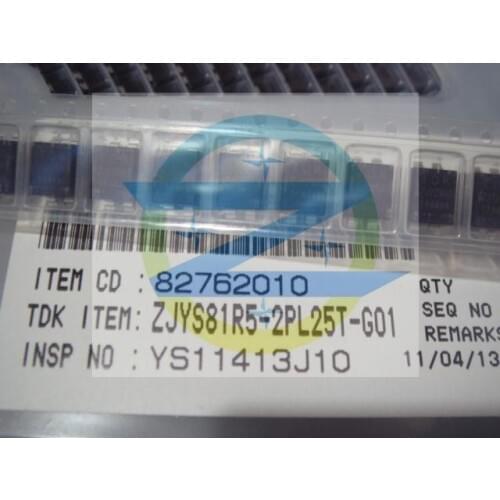 ITEM CD : 82762010 QTY
TDK ITEM: ZJYS81R5-2PL25T-G01 SEQ NO
REMARKS
INSP NO : YS11413J10 11/04/13